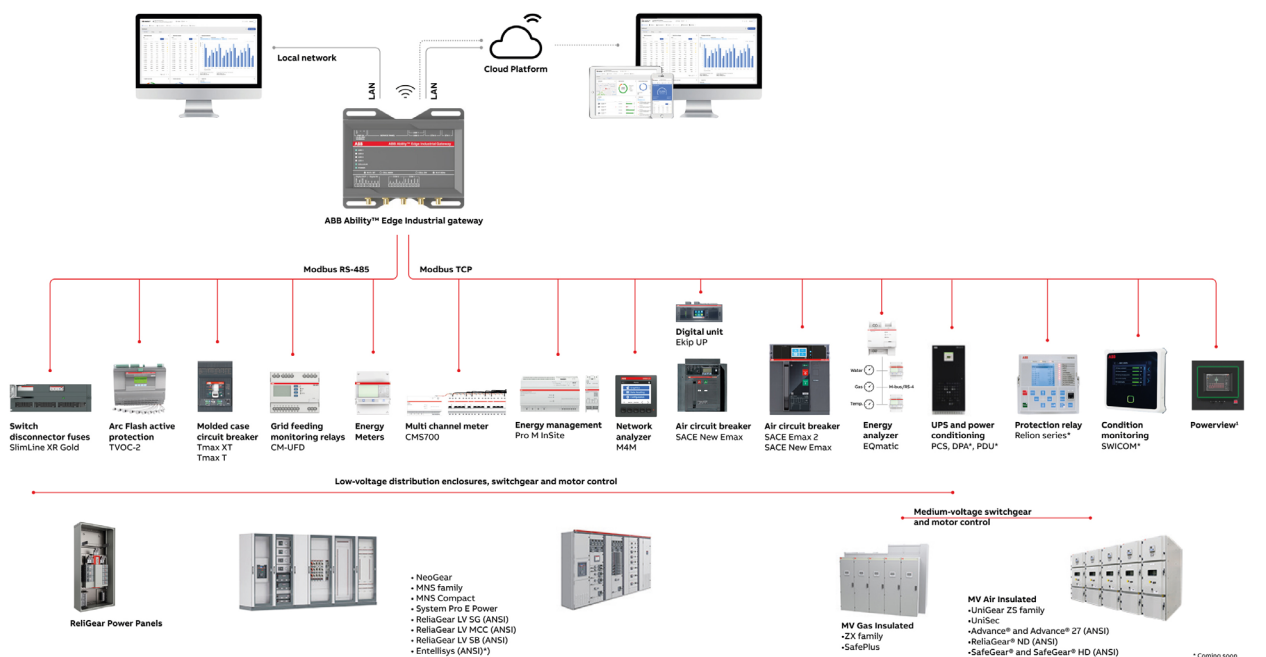 Local network
LAN
LAN
Cloud Platform
ABB
ABB Ability™ Edge Industrial Gateway
ABB Ability™ Edge Industrial gateway
Modbus RS-485
Modbus TCP
Digital unit
Ekip UP
Water
Gas
M-bus/RS-4
Temp.
Switch
disconnector fuses
SlimLine XR Gold
Arc Flash active
protection
TVOC-2
Molded case
circuit breaker
Tmax XT
Tmax T
Grid feeding
monitoring relays
CM-UFD
Energy
Meters
Multi channel meter
CMS700
Energy management
Pro M InSite
Network
analyzer
M4M
Air circuit breaker
SACE New Emax
Air circuit breaker
SACE Emax 2
SACE New Emax
Energy
analyzer
EQmatic
UPS and power
conditioning
PCS, DPA*, PDU*
Protection relay
Relion series*
Condition
monitoring
SWICOM*
Powerview¹
Low-voltage distribution enclosures, switchgear and motor control
Medium-voltage switchgear
and motor control
ReliGear Power Panels
• NeoGear
• MNS family
• MNS Compact
• System Pro E Power
• ReliaGear LV SG (ANSI)
• ReliaGear LV MCC (ANSI)
• ReliaGear LV SB (ANSI)
• Entellisys (ANSI)*)
MV Gas Insulated
•ZX family
•SafePlus
MV Air Insulated
•UniGear ZS family
•UniSec
•Advance® and Advance® 27 (ANSI)
•ReliaGear® ND (ANSI)
•SafeGear® and SafeGear® HD (ANSI)
* Coming soon